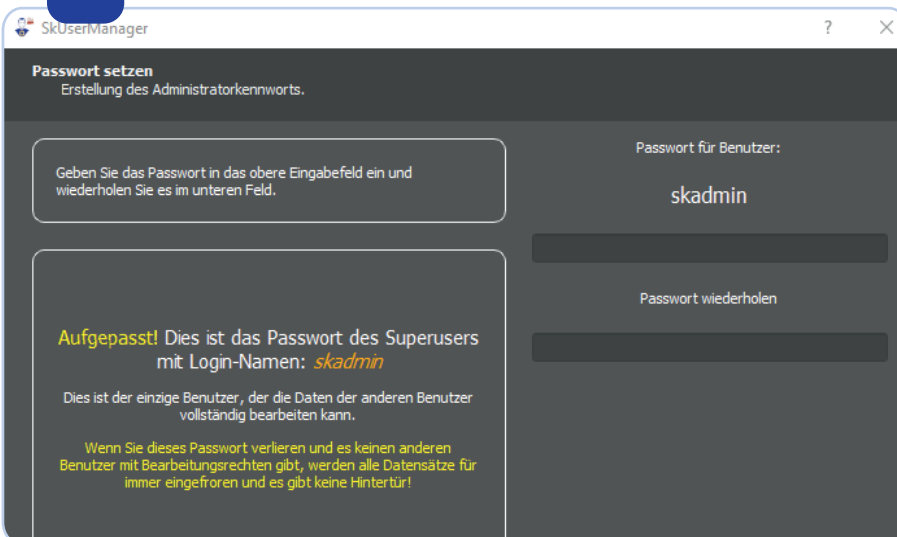 SkUserManager
?
Passwort setzen
Erstellung des Administratorkennworts.
Geben Sie das Passwort in das obere Eingabefeld ein und
wiederholen Sie es im unteren Feld.
Aufgepasst! Dies ist das Passwort des Superusers
mit Login-Namen: skadmin
Dies ist der einzige Benutzer, der die Daten der anderen Benutzer
vollständig bearbeiten kann.
Wenn Sie dieses Passwort verlieren und es keinen anderen
Benutzer mit Bearbeitungsrechten gibt, werden alle Datensätze für
immer eingefroren und es gibt keine Hintertür!
Passwort für Benutzer:
skadmin
Passwort wiederholen